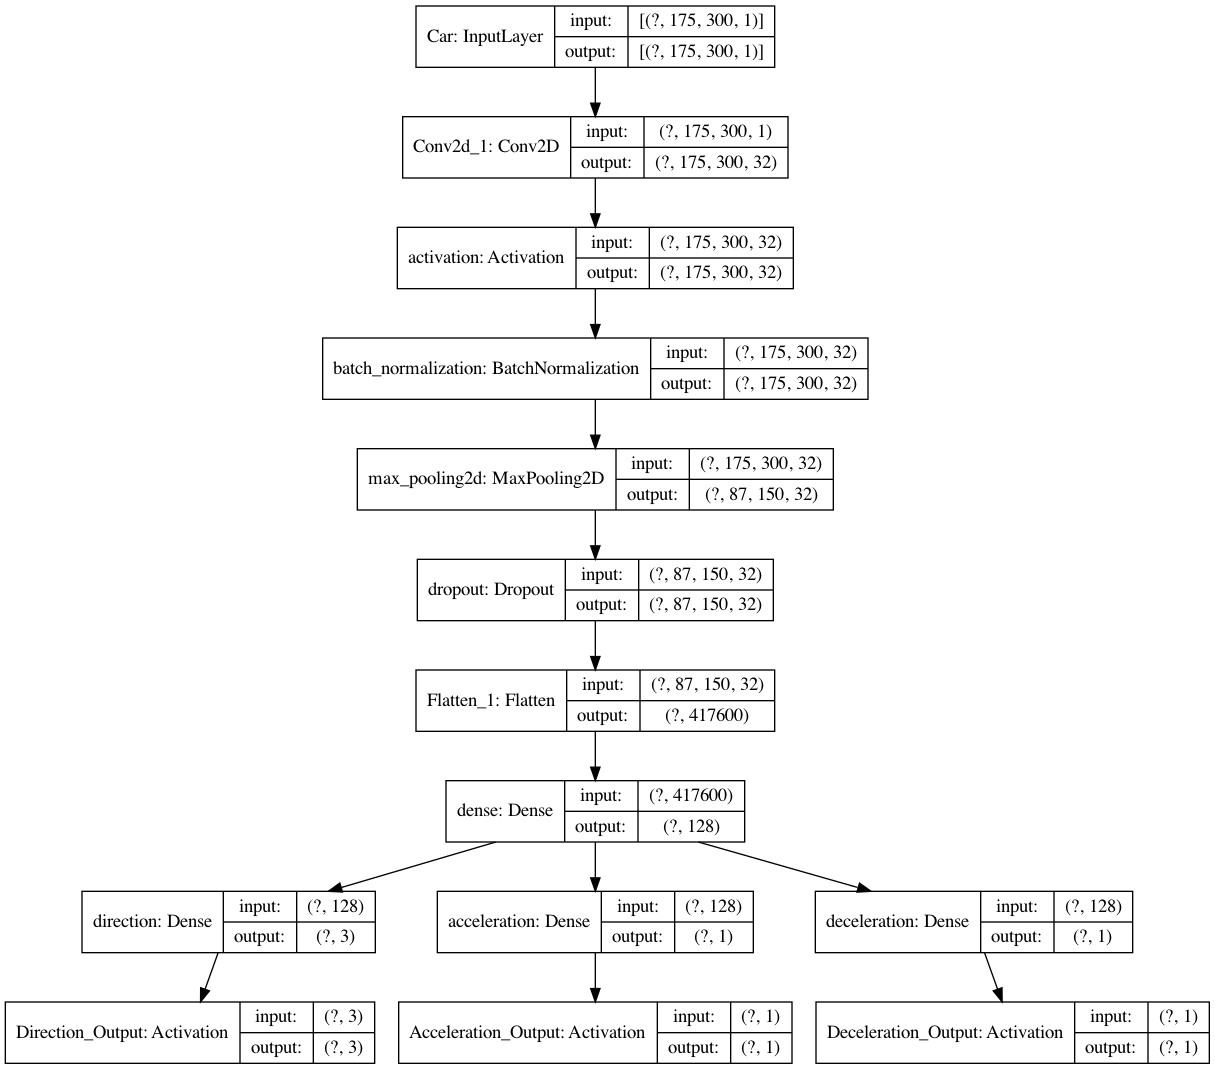 Car: InputLayer
input:
[(?, 175, 300, 1)]
output:
[(?, 175, 300, 1)]
Conv2d_1: Conv2D
input:
(?, 175, 300, 1)
output:
(?, 175, 300, 32)
activation: Activation
input:
(?, 175, 300, 32)
output:
(?, 175, 300, 32)
batch_normalization: BatchNormalization
input:
(?, 175, 300, 32)
output:
(?, 175, 300, 32)
max_pooling2d: MaxPooling2D
input:
(?, 175, 300, 32)
output:
(?, 87, 150, 32)
dropout: Dropout
input:
(?, 87, 150, 32)
output:
(?, 87, 150, 32)
Flatten_1: Flatten
input:
(?, 87, 150, 32)
output:
(?, 417600)
dense: Dense
input:
(?, 417600)
output:
(?, 128)
direction: Dense
input:
(?, 128)
output:
(?, 3)
acceleration: Dense
input:
(?, 128)
output:
(?, 1)
deceleration: Dense
input:
(?, 128)
output:
(?, 1)
Direction_Output: Activation
input:
(?, 3)
output:
(?, 3)
Acceleration_Output: Activation
input:
(?, 1)
output:
(?, 1)
Deceleration_Output: Activation
input:
(?, 1)
output:
(?, 1)